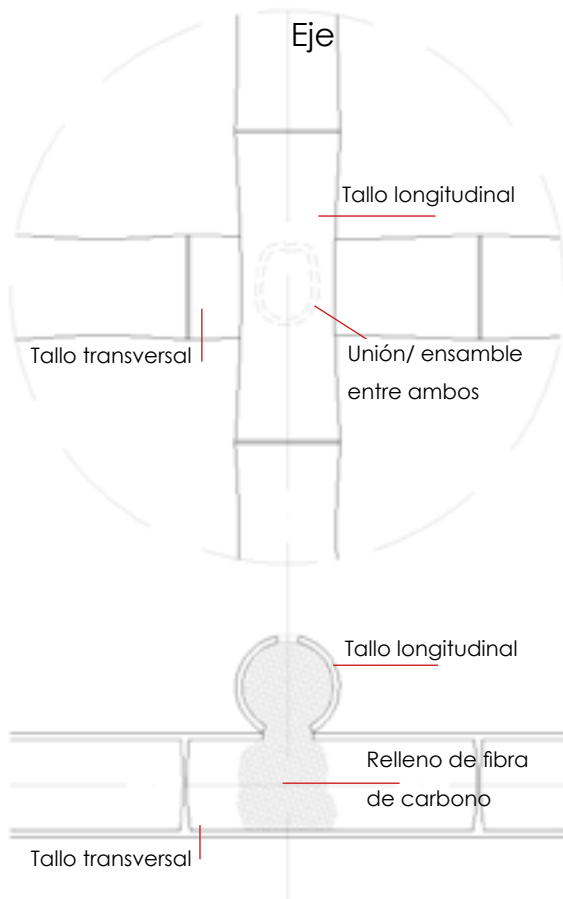 Eje
Tallo longitudinal
Tallo transversal
Unión/ ensamble
entre ambos
Tallo longitudinal
Relleno de fibra
de carbono
Tallo transversal